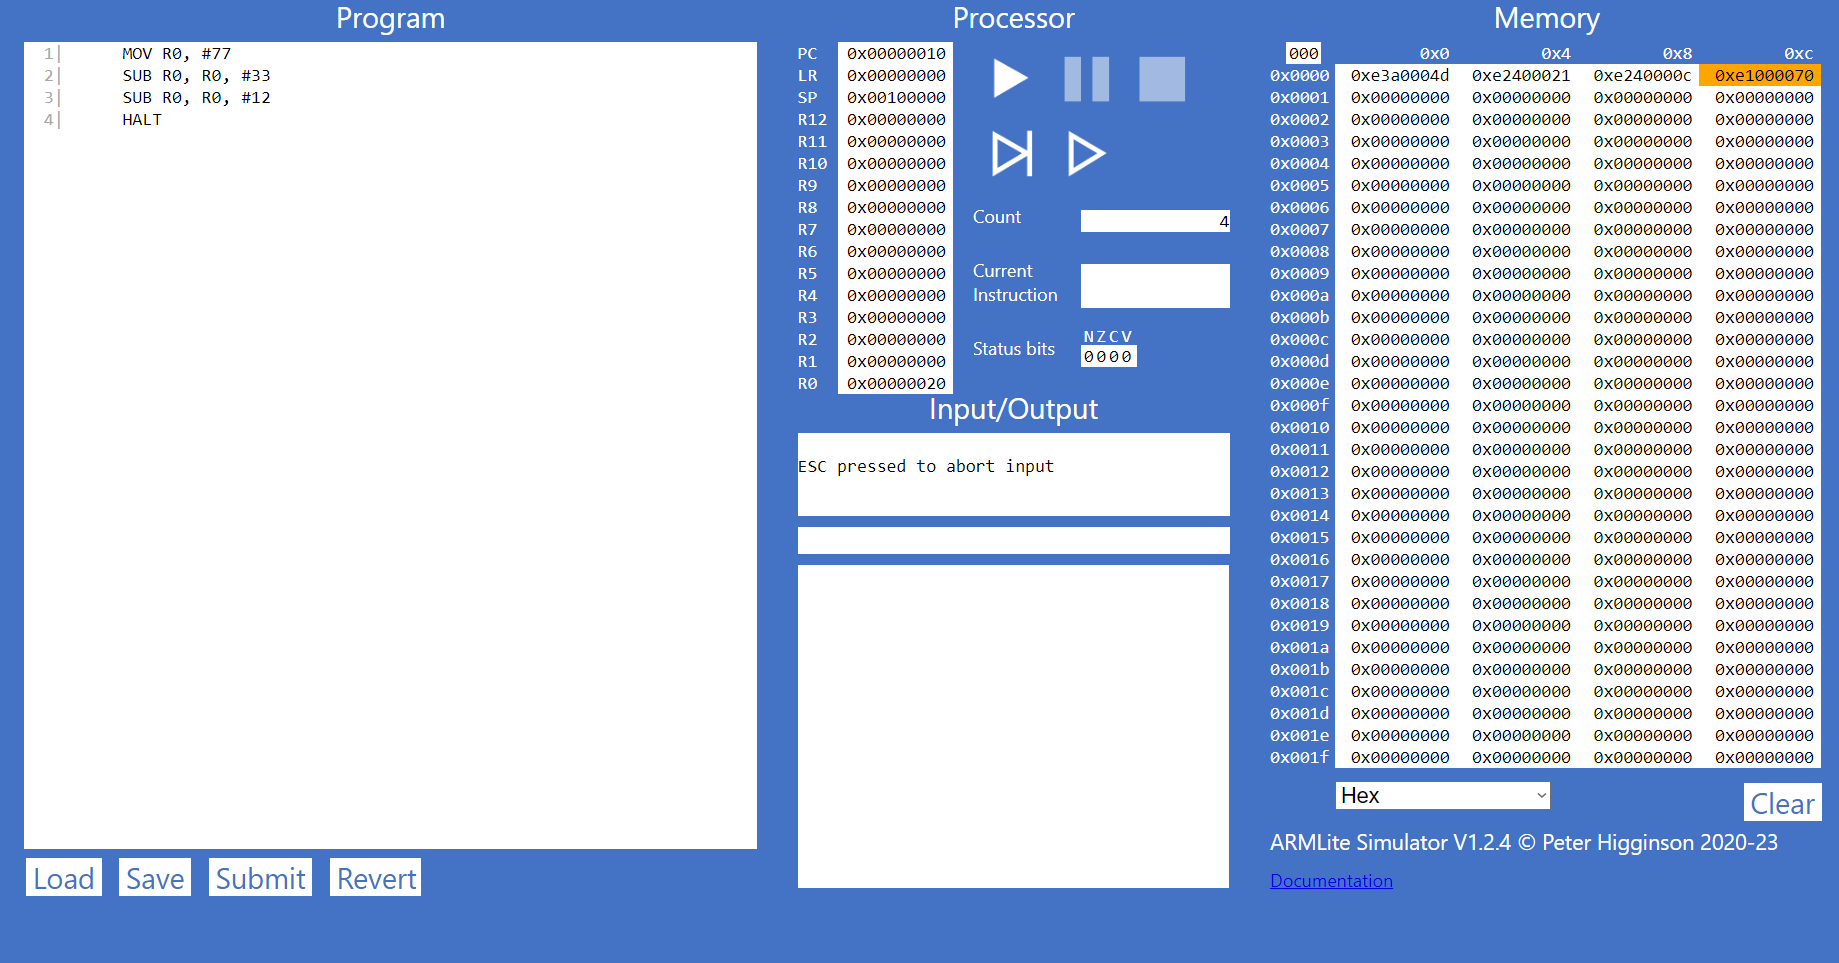 Program
1| MOV R0, #77
2| SUB R0, R0, #33
3| SUB R0, R0, #12
4| HALT
Load Save Submit Revert
Processor
PC 0x00000010
LR 0x00000000
SP 0x00100000
R12 0x00000000
R11 0x00000000
R10 0x00000000
R9 0x00000000
R8 0x00000000
R7 0x00000000
R6 0x00000000
R5 0x00000000
R4 0x00000000
R3 0x00000000
R2 0x00000000
R1 0x00000000
R0 0x00000020
Count 4
Current
Instruction
NZCV
Status bits 0000
Input/Output
ESC pressed to abort input
Memory
000 0x0 0x4 0x8 0xc
0x0000 0xe3a0004d 0xe2400021 0xe240000c 0xe1000070
0x0001 0x00000000 0x00000000 0x00000000 0x00000000
0x0002 0x00000000 0x00000000 0x00000000 0x00000000
0x0003 0x00000000 0x00000000 0x00000000 0x00000000
0x0004 0x00000000 0x00000000 0x00000000 0x00000000
0x0005 0x00000000 0x00000000 0x00000000 0x00000000
0x0006 0x00000000 0x00000000 0x00000000 0x00000000
0x0007 0x00000000 0x00000000 0x00000000 0x00000000
0x0008 0x00000000 0x00000000 0x00000000 0x00000000
0x0009 0x00000000 0x00000000 0x00000000 0x00000000
0x000a 0x00000000 0x00000000 0x00000000 0x00000000
0x000b 0x00000000 0x00000000 0x00000000 0x00000000
0x000c 0x00000000 0x00000000 0x00000000 0x00000000
0x000d 0x00000000 0x00000000 0x00000000 0x00000000
0x000e 0x00000000 0x00000000 0x00000000 0x00000000
0x000f 0x00000000 0x00000000 0x00000000 0x00000000
0x0010 0x00000000 0x00000000 0x00000000 0x00000000
0x0011 0x00000000 0x00000000 0x00000000 0x00000000
0x0012 0x00000000 0x00000000 0x00000000 0x00000000
0x0013 0x00000000 0x00000000 0x00000000 0x00000000
0x0014 0x00000000 0x00000000 0x00000000 0x00000000
0x0015 0x00000000 0x00000000 0x00000000 0x00000000
0x0016 0x00000000 0x00000000 0x00000000 0x00000000
0x0017 0x00000000 0x00000000 0x00000000 0x00000000
0x0018 0x00000000 0x00000000 0x00000000 0x00000000
0x0019 0x00000000 0x00000000 0x00000000 0x00000000
0x001a 0x00000000 0x00000000 0x00000000 0x00000000
0x001b 0x00000000 0x00000000 0x00000000 0x00000000
0x001c 0x00000000 0x00000000 0x00000000 0x00000000
0x001d 0x00000000 0x00000000 0x00000000 0x00000000
0x001e 0x00000000 0x00000000 0x00000000 0x00000000
0x001f 0x00000000 0x00000000 0x00000000 0x00000000
Hex Clear
ARMLite Simulator V1.2.4 © Peter Higginson 2020-23
Documentation